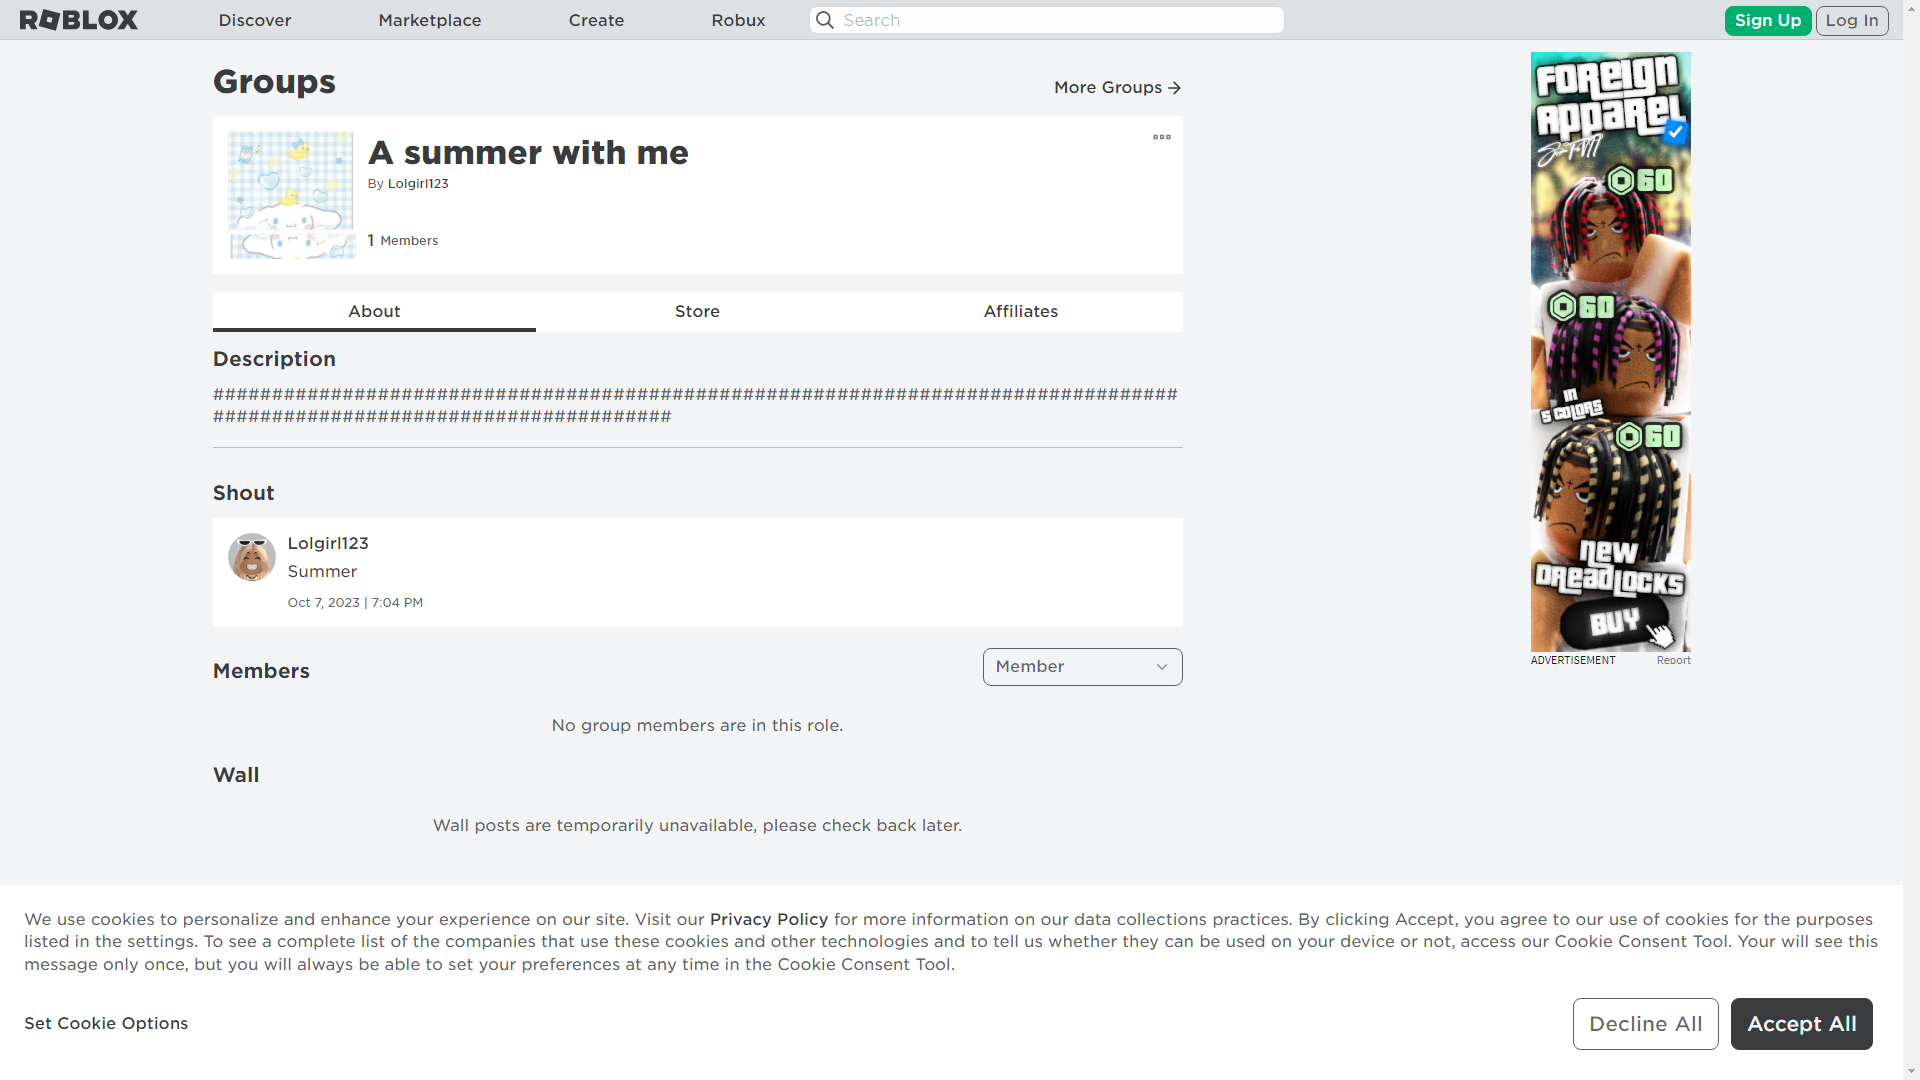 ROBLOX
Discover
Marketplace
Create
Robux
Search
Sign Up
Log In
Groups
More Groups
A summer with me
By Lolgirl123
1 Members
About
Store
Affiliates
Description
##################################################################################
#######################################
Shout
Lolgirl123
Summer
Oct 7, 2023 | 7:04 PM
Members
Member
No group members are in this role.
Wall
Wall posts are temporarily unavailable, please check back later.
FOREIGN
APPAREL
60
60
IN
5 COLORS
60
NEW
DREADLOCKS
BUY
ADVERTISEMENT
Report
We use cookies to personalize and enhance your experience on our site. Visit our Privacy Policy for more information on our data collections practices. By clicking Accept, you agree to our use of cookies for the purposes
listed in the settings. To see a complete list of the companies that use these cookies and other technologies and to tell us whether they can be used on your device or not, access our Cookie Consent Tool. Your will see this
message only once, but you will always be able to set your preferences at any time in the Cookie Consent Tool.
Set Cookie Options
Decline All
Accept All